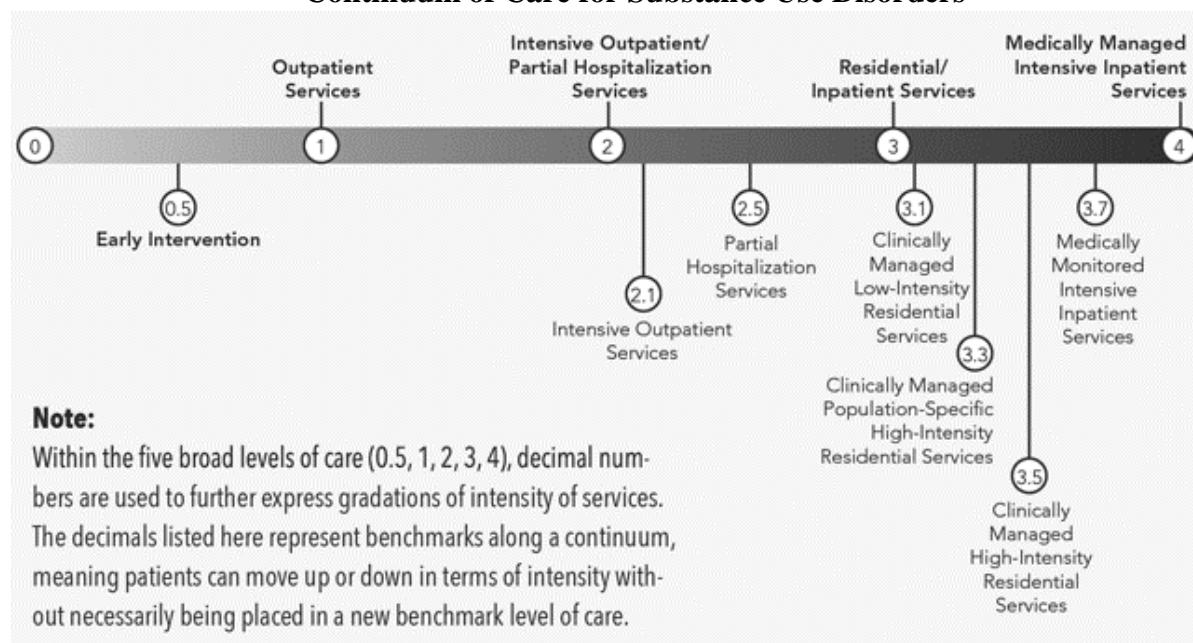 Continuum of Care for Substance Use Disorders
Outpatient
Services
Intensive Outpatient/
Partial Hospitalization
Services
Residential/
Inpatient Services
Medically Managed
Intensive Inpatient
Services
0
1
2
3
4
0.5
Early Intervention
2.1
Intensive Outpatient
Services
2.5
Partial
Hospitalization
Services
3.1
Clinically
Managed
Low-Intensity
Residential
Services
3.3
Clinically Managed
Population-Specific
High-Intensity
Residential Services
3.5
Clinically
Managed
High-Intensity
Residential
Services
3.7
Medically
Monitored
Intensive
Inpatient
Services
Note:
Within the five broad levels of care (0.5, 1, 2, 3, 4), decimal num-
bers are used to further express gradations of intensity of services.
The decimals listed here represent benchmarks along a continuum,
meaning patients can move up or down in terms of intensity with-
out necessarily being placed in a new benchmark level of care.